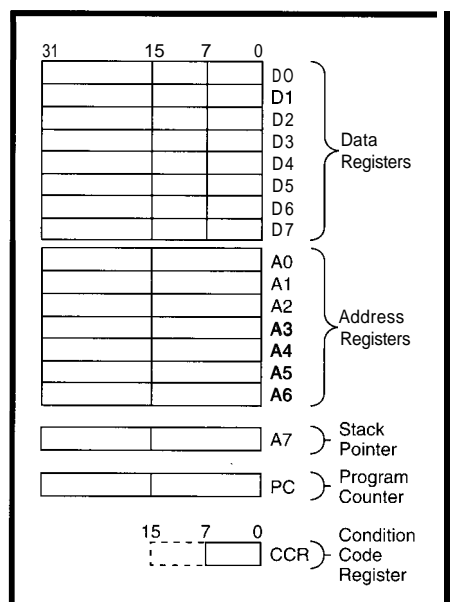 31 15 7 0
D0
D1
D2
D3
D4
D5
D6
D7
Data
Registers
A0
A1
A2
A3
A4
A5
A6
Address
Registers
A7
Stack
Pointer
PC
Program
Counter
15 7 0
CCR
Condition
Code
Register